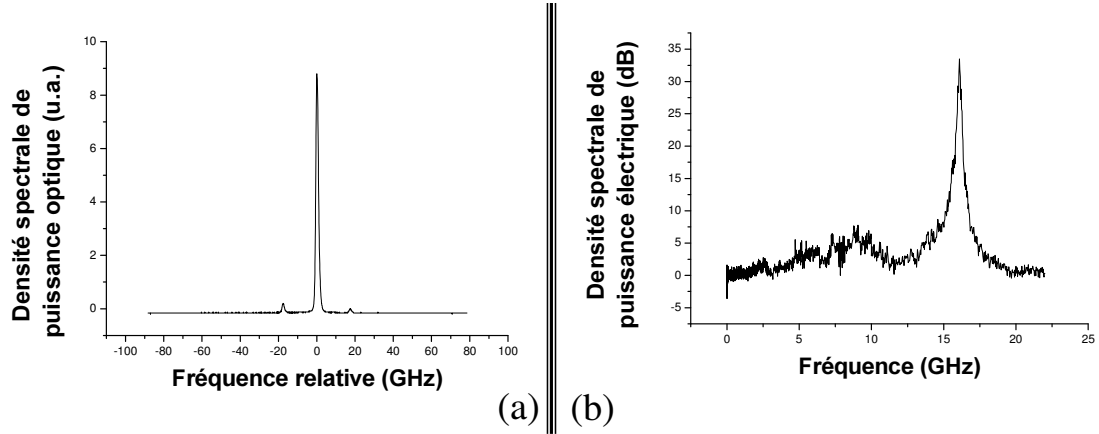 Densité spectrale de
puissance optique (u.a.)
10
8
6
4
2
0
-100 -80 -60 -40 -20 0 20 40 60 80 100
Fréquence relative (GHz)
(a)
Densité spectrale de
puissance électrique (dB)
35
30
25
20
15
10
5
0
-5
0 5 10 15 20 25
Fréquence (GHz)
(b)